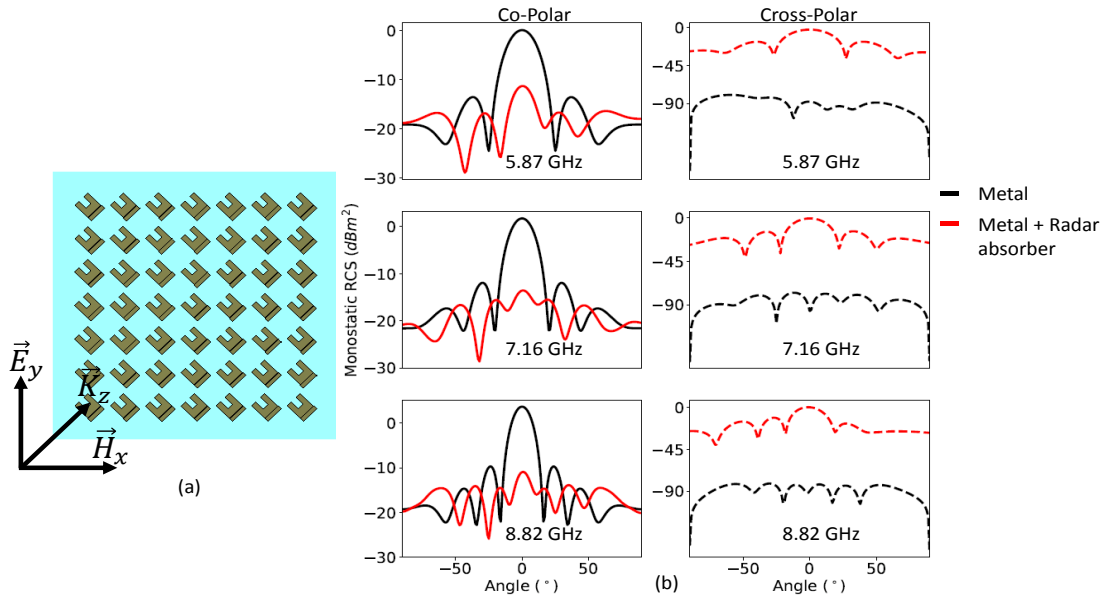 Co-Polar
Cross-Polar
0
−10
−20
−30
5.87 GHz
0
−45
−90
5.87 GHz
Metal
Metal + Radar
absorber
Monostatic RCS (dBm²)
0
−10
−20
−30
7.16 GHz
0
−45
−90
7.16 GHz
0
−10
−20
−30
8.82 GHz
−50
0
50
Angle (°)
0
−45
−90
8.82 GHz
−50
0
50
Angle (°)
E⃗y
K⃗z
H⃗x
(a)
(b)